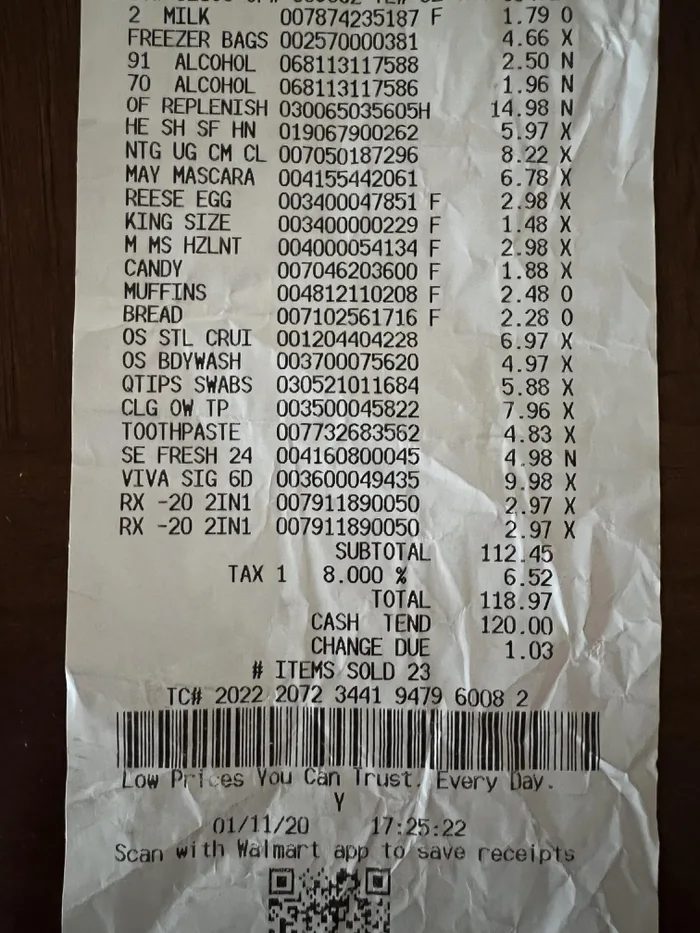 2 MILK 007874235187 F 1.79 O
FREEZER BAGS 002570000381 4.66 X
91 ALCOHOL 068113117588 2.50 N
70 ALCOHOL 068113117586 1.96 N
OF REPLENISH 030065035605H 14.98 N
HE SH SF HN 019067900262 5.97 X
NTG UG CM CL 007050187296 8.22 X
MAY MASCARA 004155442061 6.78 X
REESE EGG 003400047851 F 2.98 X
KING SIZE 003400000229 F 1.48 X
M MS HZLNT 004000054134 F 2.98 X
CANDY 007046203600 F 1.88 X
MUFFINS 004812110208 F 2.48 O
BREAD 007102561716 F 2.28 O
OS STL CRUI 001204404228 6.97 X
OS BDYWASH 003700075620 4.97 X
QTIPS SWABS 030521011684 5.88 X
CLG OW TP 003500045822 7.96 X
TOOTHPASTE 007732683562 4.83 X
SE FRESH 24 004160800045 4.98 N
VIVA SIG 6D 003600049435 9.98 X
RX -20 2IN1 007911890050 2.97 X
RX -20 2IN1 007911890050 2.97 X
SUBTOTAL 112.45
TAX 1 8.000 % 6.52
TOTAL 118.97
CASH TEND 120.00
CHANGE DUE 1.03
# ITEMS SOLD 23
TC# 2022 2072 3441 9479 6008 2
Low Prices You Can Trust. Every Day.
Y
01/11/20 17:25:22
Scan with Walmart app to save receipts